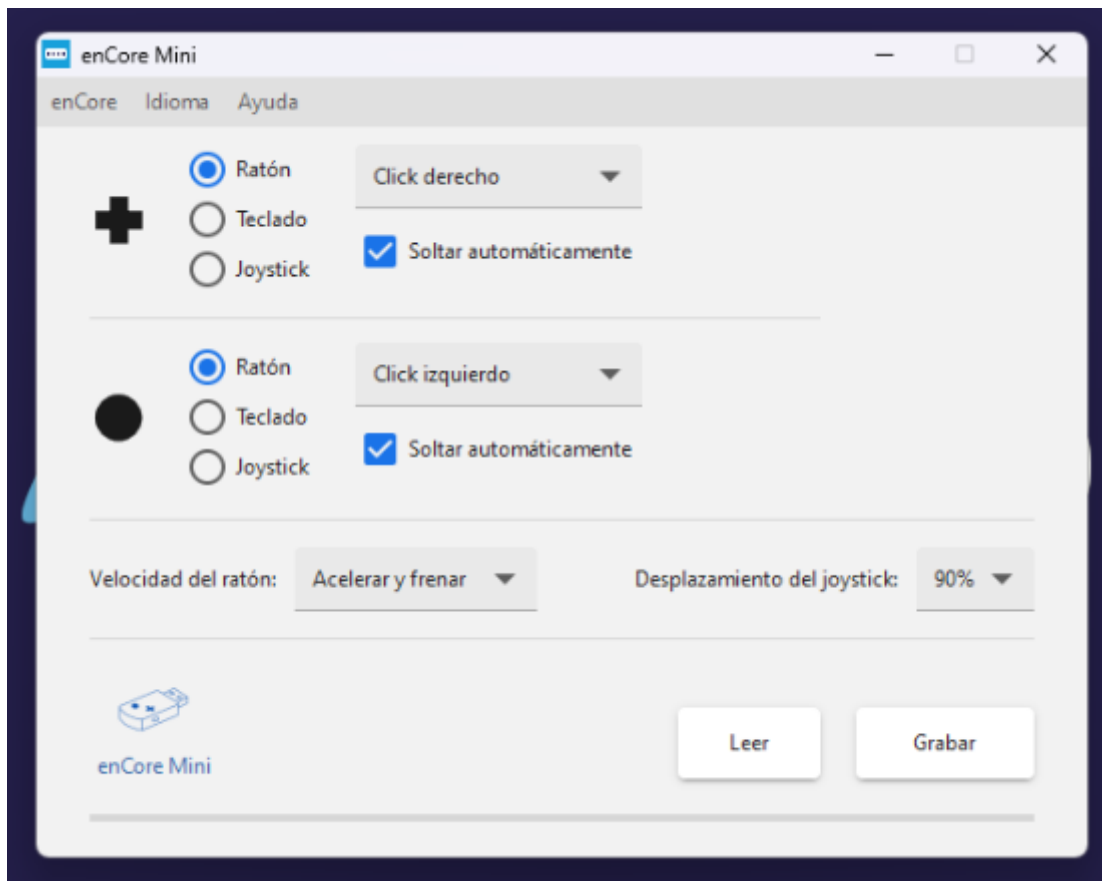 enCore Mini
enCore Idioma Ayuda
Ratón
Teclado
Joystick
Click derecho
Soltar automáticamente
Ratón
Teclado
Joystick
Click izquierdo
Soltar automáticamente
Velocidad del ratón: Acelerar y frenar Desplazamiento del joystick: 90%
enCore Mini
Leer Grabar